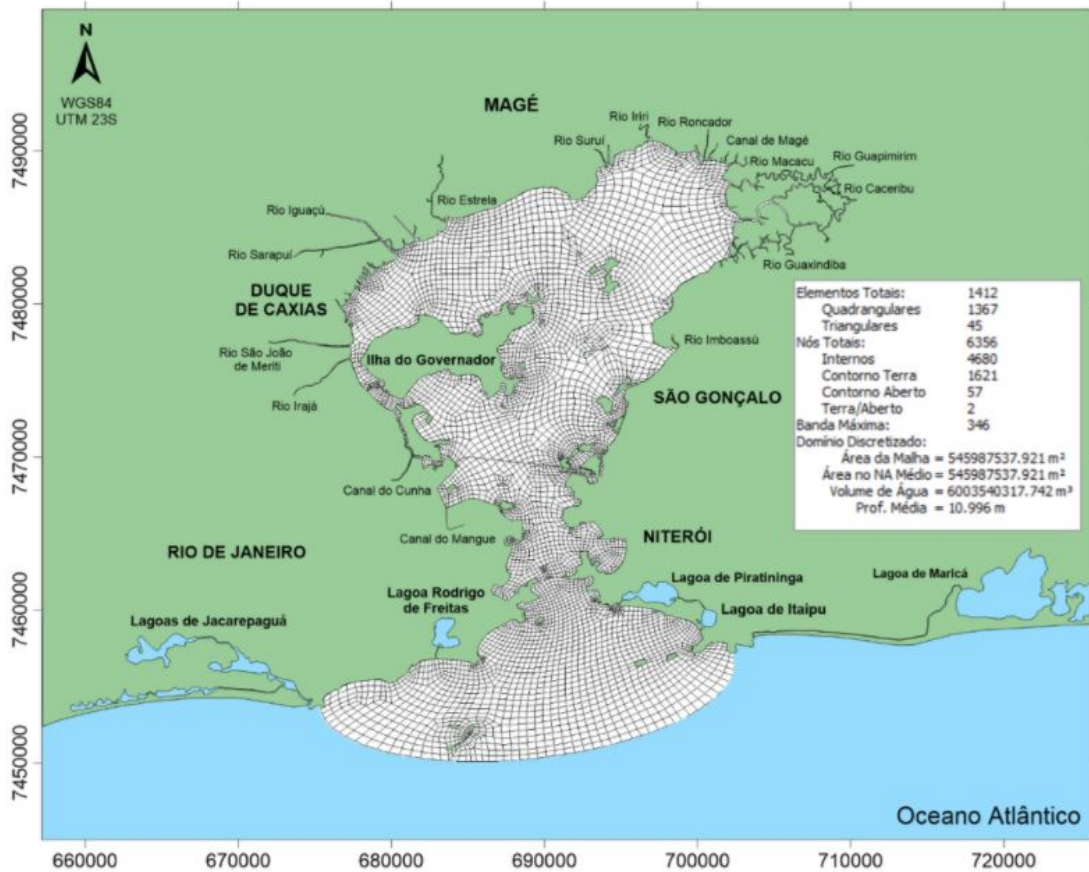 N
WGS84
UTM 23S
MAGÉ
Rio Iriri
Rio Roncador
Rio Suruí
Canal de Magé
Rio Macacu
Rio Guapimirim
Rio Caceribu
Rio Estrela
Rio Iguaçú
Rio Sarapuí
Rio Guaxindiba
DUQUE
DE CAXIAS
Rio São João
de Meriti
Ilha do Governador
Rio Imboassú
Rio Irajá
SÃO GONÇALO
Elementos Totais: 1412
Quadrangulares 1367
Triangulares 45
Nós Totais: 6356
Internos 4680
Contorno Terra 1621
Contorno Aberto 57
Terra/Aberto 2
Banda Máxima: 346
Domínio Discretizado:
Área da Malha = 545987537.921 m²
Área no NA Médio = 545987537.921 m²
Volume de Água = 6003540317.742 m³
Prof. Média = 10.996 m
Canal do Cunha
Canal do Mangue
RIO DE JANEIRO
NITERÓI
Lagoa Rodrigo
de Freitas
Lagoa de Piratininga
Lagoa de Maricá
Lagoas de Jacarepaguá
Lagoa de Itaipu
Oceano Atlântico
7490000
7480000
7470000
7460000
7450000
660000 670000 680000 690000 700000 710000 720000